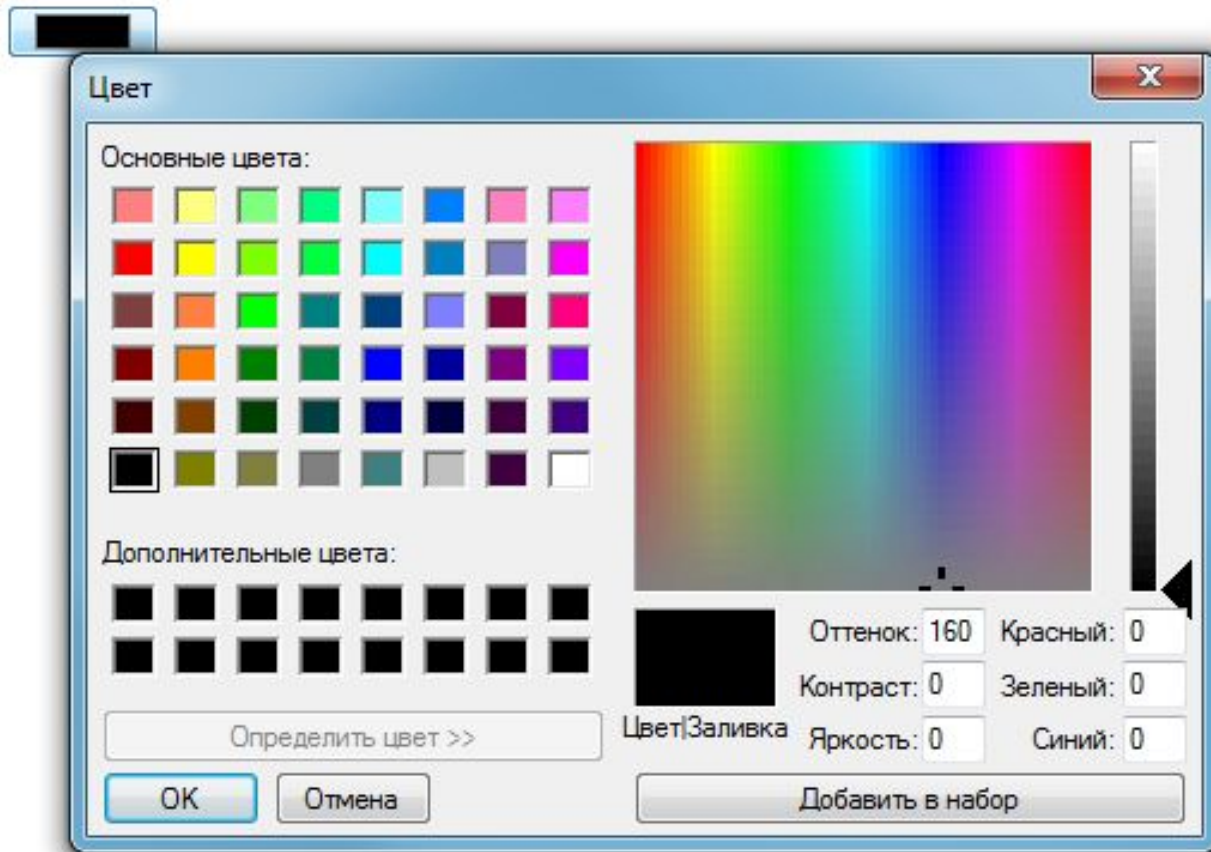 Цвет
Основные цвета:
Дополнительные цвета:
Определить цвет >>
OK
Отмена
Цвет|Заливка
Оттенок: 160
Красный: 0
Контраст: 0
Зеленый: 0
Яркость: 0
Синий: 0
Добавить в набор